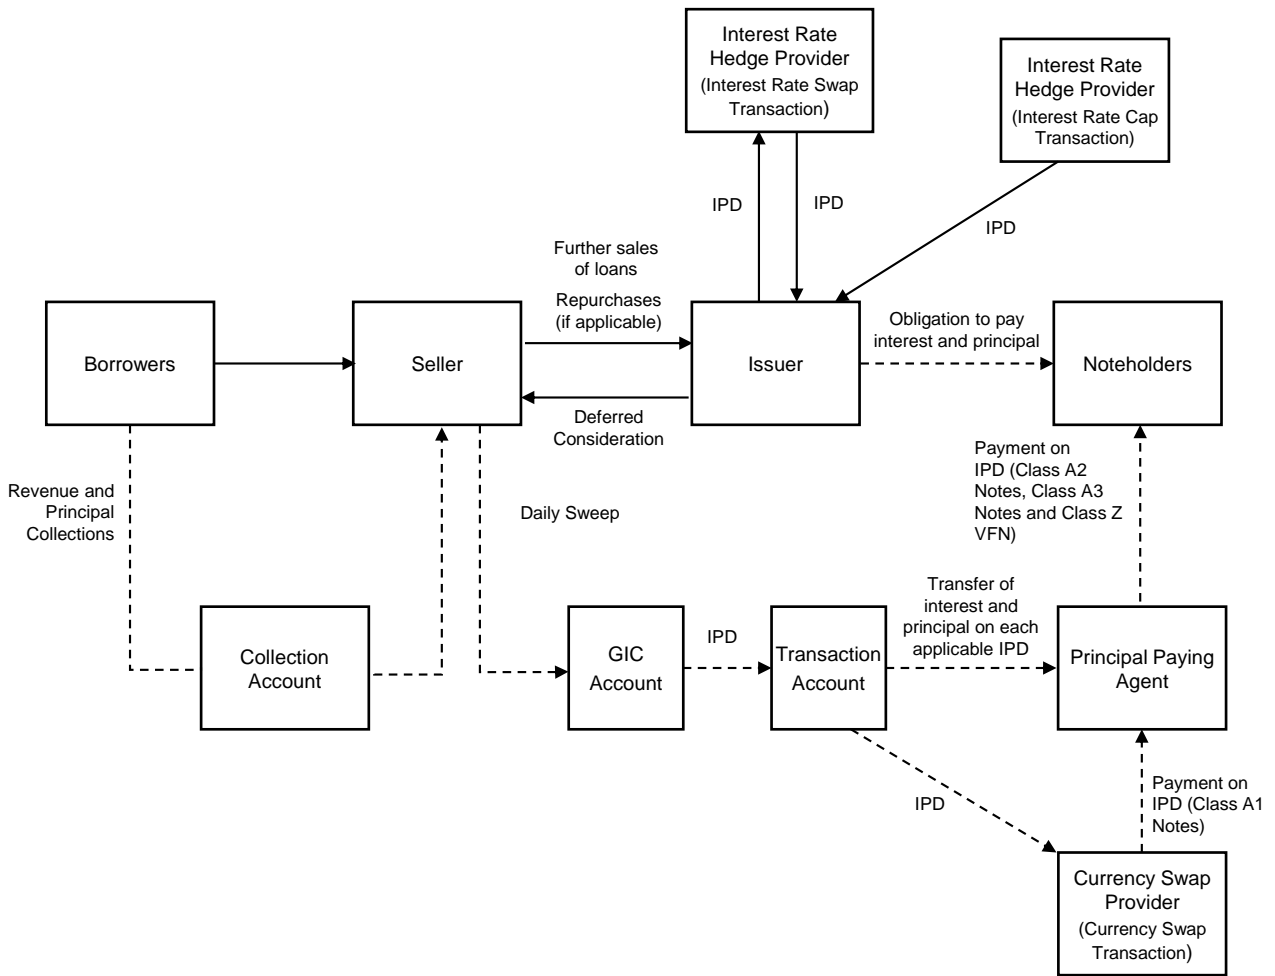 Interest Rate
Hedge Provider
(Interest Rate Swap
Transaction)
Interest Rate
Hedge Provider
(Interest Rate Cap
Transaction)
IPD
IPD
IPD
Further sales
of loans
Repurchases
(if applicable)
Borrowers
Seller
Issuer
Obligation to pay
interest and principal
Noteholders
Deferred
Consideration
Revenue and
Principal
Collections
Daily Sweep
Payment on
IPD (Class A2
Notes, Class A3
Notes and Class Z
VFN)
Collection
Account
GIC
Account
IPD
Transaction
Account
Transfer of
interest and
principal on each
applicable IPD
Principal Paying
Agent
IPD
Payment on
IPD (Class A1
Notes)
Currency Swap
Provider
(Currency Swap
Transaction)